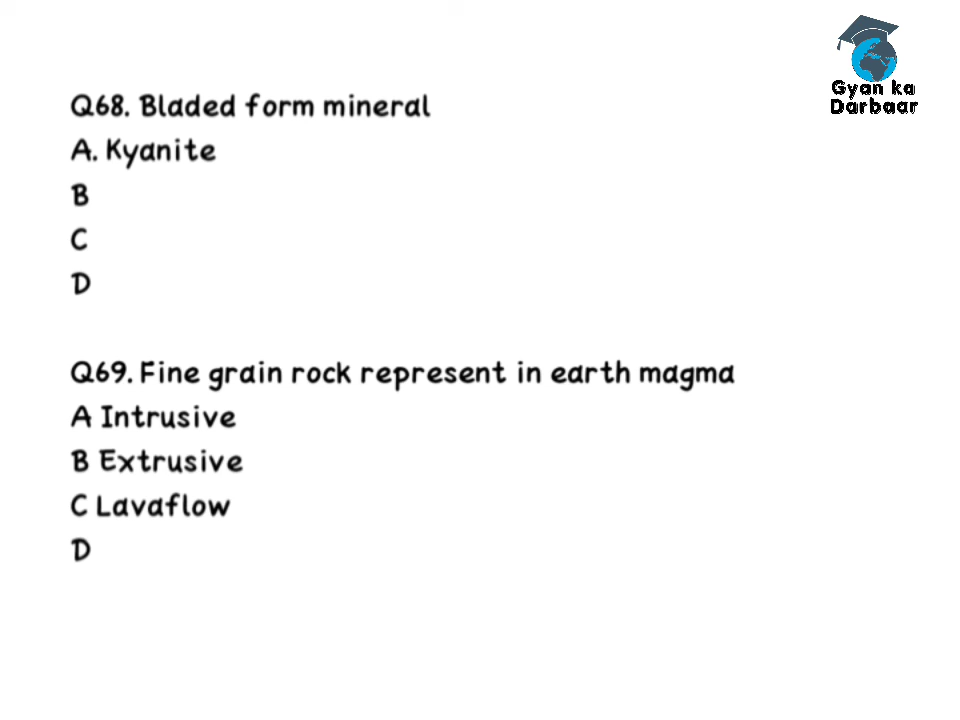 Gyan ka
Darbaar
Q68. Bladed form mineral
A. Kyanite
B
C
D
Q69. Fine grain rock represent in earth magma
A Intrusive
B Extrusive
C Lavaflow
D